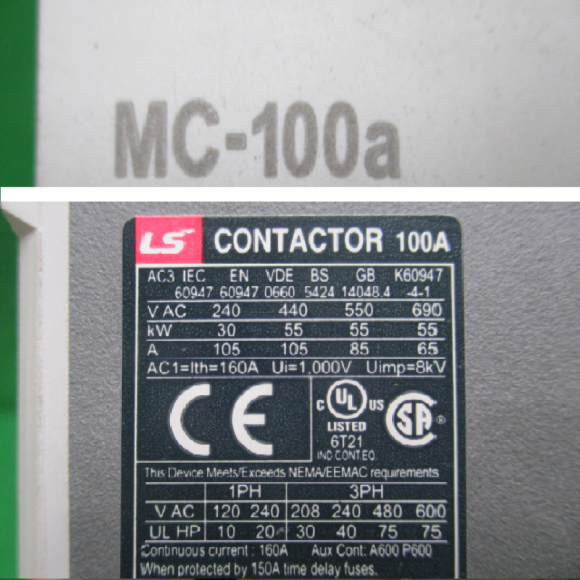 MC-100a
LS CONTACTOR 100A
AC3 IEC EN VDE BS GB K60947
60947 60947 0660 5424 14048.4 -4-1
V AC 240 440 550 690
kW 30 55 55 55
A 105 105 85 65
AC1=Ith=160A Ui=1,000V Uimp=8kV
CE
C UL US
LISTED
6T21
IND.CONT.EQ.
SA
This Device Meets/Exceeds NEMA/EEMAC requirements
1PH 3PH
V AC 120 240 208 240 480 600
UL HP 10 20 30 40 75 75
Continuous current : 160A Aux Cont: A600 P600
When protected by 150A time delay fuses.